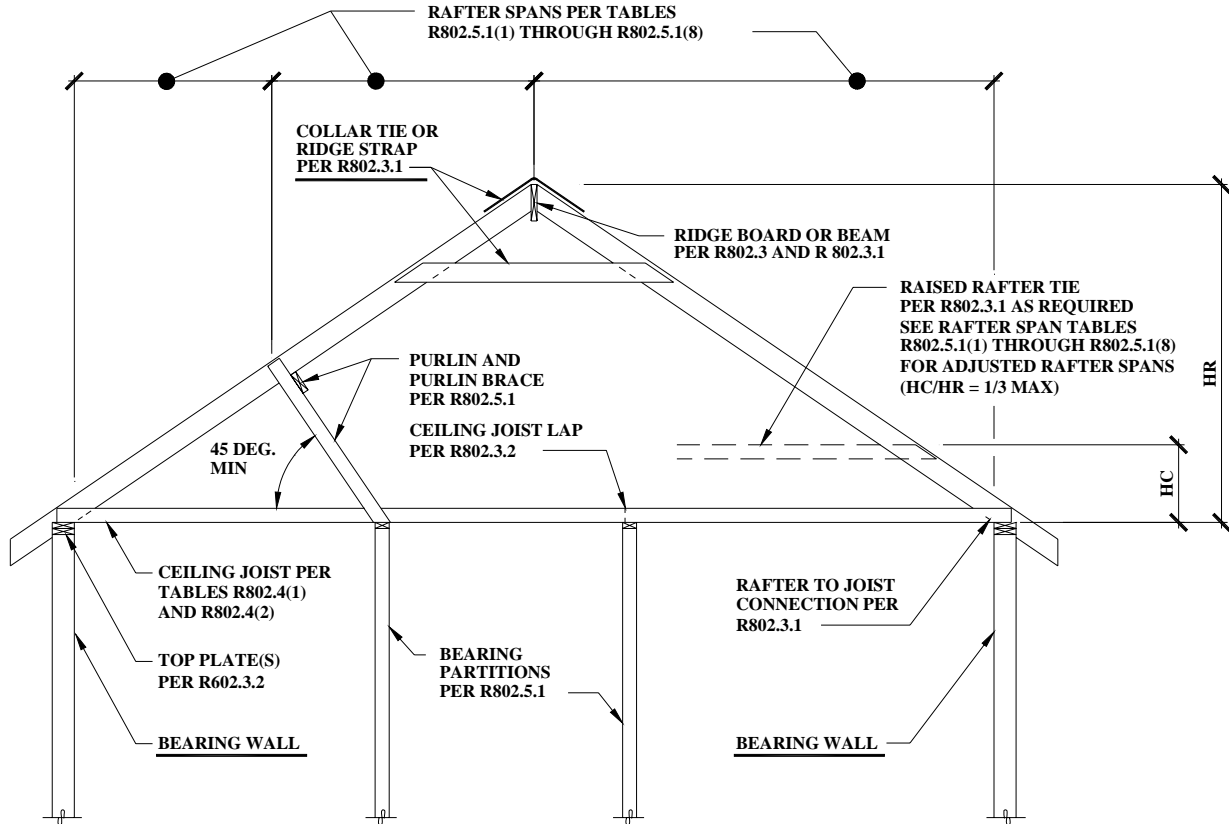 RAFTER SPANS PER TABLES
R802.5.1(1) THROUGH R802.5.1(8)
COLLAR TIE OR
RIDGE STRAP
PER R802.3.1
RIDGE BOARD OR BEAM
PER R802.3 AND R 802.3.1
RAISED RAFTER TIE
PER R802.3.1 AS REQUIRED
SEE RAFTER SPAN TABLES
R802.5.1(1) THROUGH R802.5.1(8)
FOR ADJUSTED RAFTER SPANS
(HC/HR = 1/3 MAX)
HR
PURLIN AND
PURLIN BRACE
PER R802.5.1
CEILING JOIST LAP
PER R802.3.2
45 DEG.
MIN
HC
CEILING JOIST PER
TABLES R802.4(1)
AND R802.4(2)
RAFTER TO JOIST
CONNECTION PER
R802.3.1
TOP PLATE(S)
PER R602.3.2
BEARING
PARTITIONS
PER R802.5.1
BEARING WALL
BEARING WALL